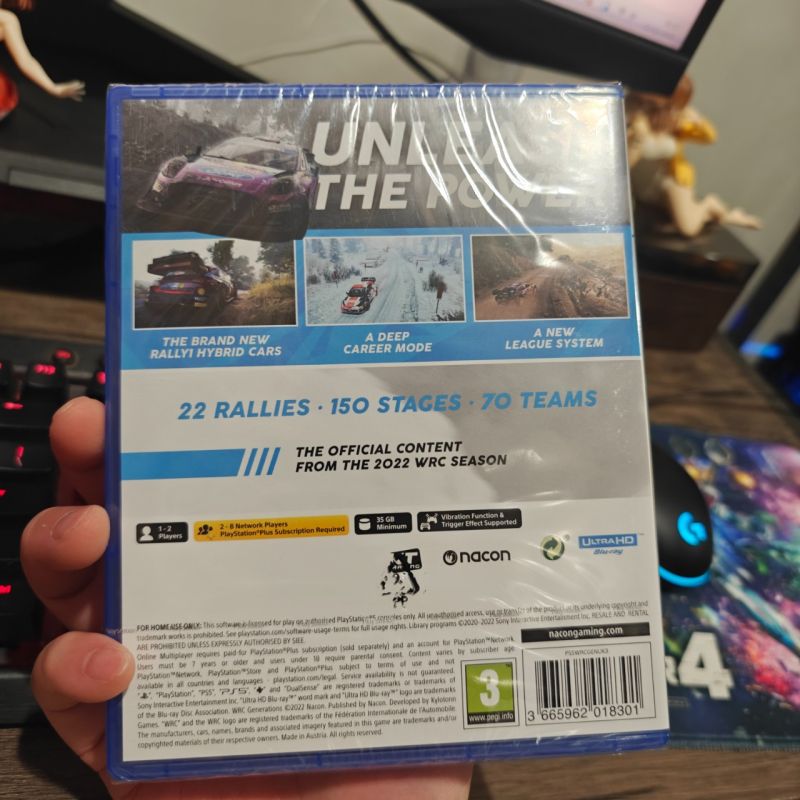 UNLEA
THE POWER
THE BRAND NEW
RALLY1 HYBRID CARS
A DEEP
CAREER MODE
A NEW
LEAGUE SYSTEM
22 RALLIES · 150 STAGES · 70 TEAMS
THE OFFICIAL CONTENT
FROM THE 2022 WRC SEASON
1 - 2
Players
2 - 8 Network Players
PlayStation®Plus Subscription Required
35 GB
Minimum
Vibration Function &
Trigger Effect Supported
nacon
ULTRA HD
Blu-ray
FOR HOME USE ONLY: This software is licensed for play on authorised PlayStation®5 consoles only. All unauthorised access, use or transfer of the product or its underlying copyright and
trademark works is prohibited. See playstation.com/software-usage-terms for full usage rights. Library programs ©2020-2022 Sony Interactive Entertainment Inc. RESALE AND RENTAL
ARE PROHIBITED UNLESS EXPRESSLY AUTHORISED BY SIEE.
Online Multiplayer requires paid-for PlayStation®Plus subscription (sold separately) and an account for PlayStation™Network.
Users must be 7 years or older and users under 18 require parental consent. Content varies by subscriber age.
PlayStation™Network, PlayStation™Store and PlayStation®Plus subject to terms of use and not
available in all countries and languages - playstation.com/legal. Service availability is not guaranteed.
"PlayStation", "PS5", "PS5", and "DualSense" are registered trademarks or trademarks of
Sony Interactive Entertainment Inc. "Ultra HD Blu-ray™" word mark and "Ultra HD Blu-ray™" logo are trademarks
of the Blu-ray Disc Association. WRC Generations ©2022 Nacon. Published by Nacon. Developed by Kylotonn
Games. "WRC" and the WRC logo are registered trademarks of the Fédération Internationale de l'Automobile.
The manufacturers, cars, names, brands and associated imagery featured in this game are trademarks and/or
copyrighted materials of their respective owners. Made in Austria. All rights reserved.
nacongaming.com
PS5WRCGENUK3
3
www.pegi.info
3 665962 018301
4